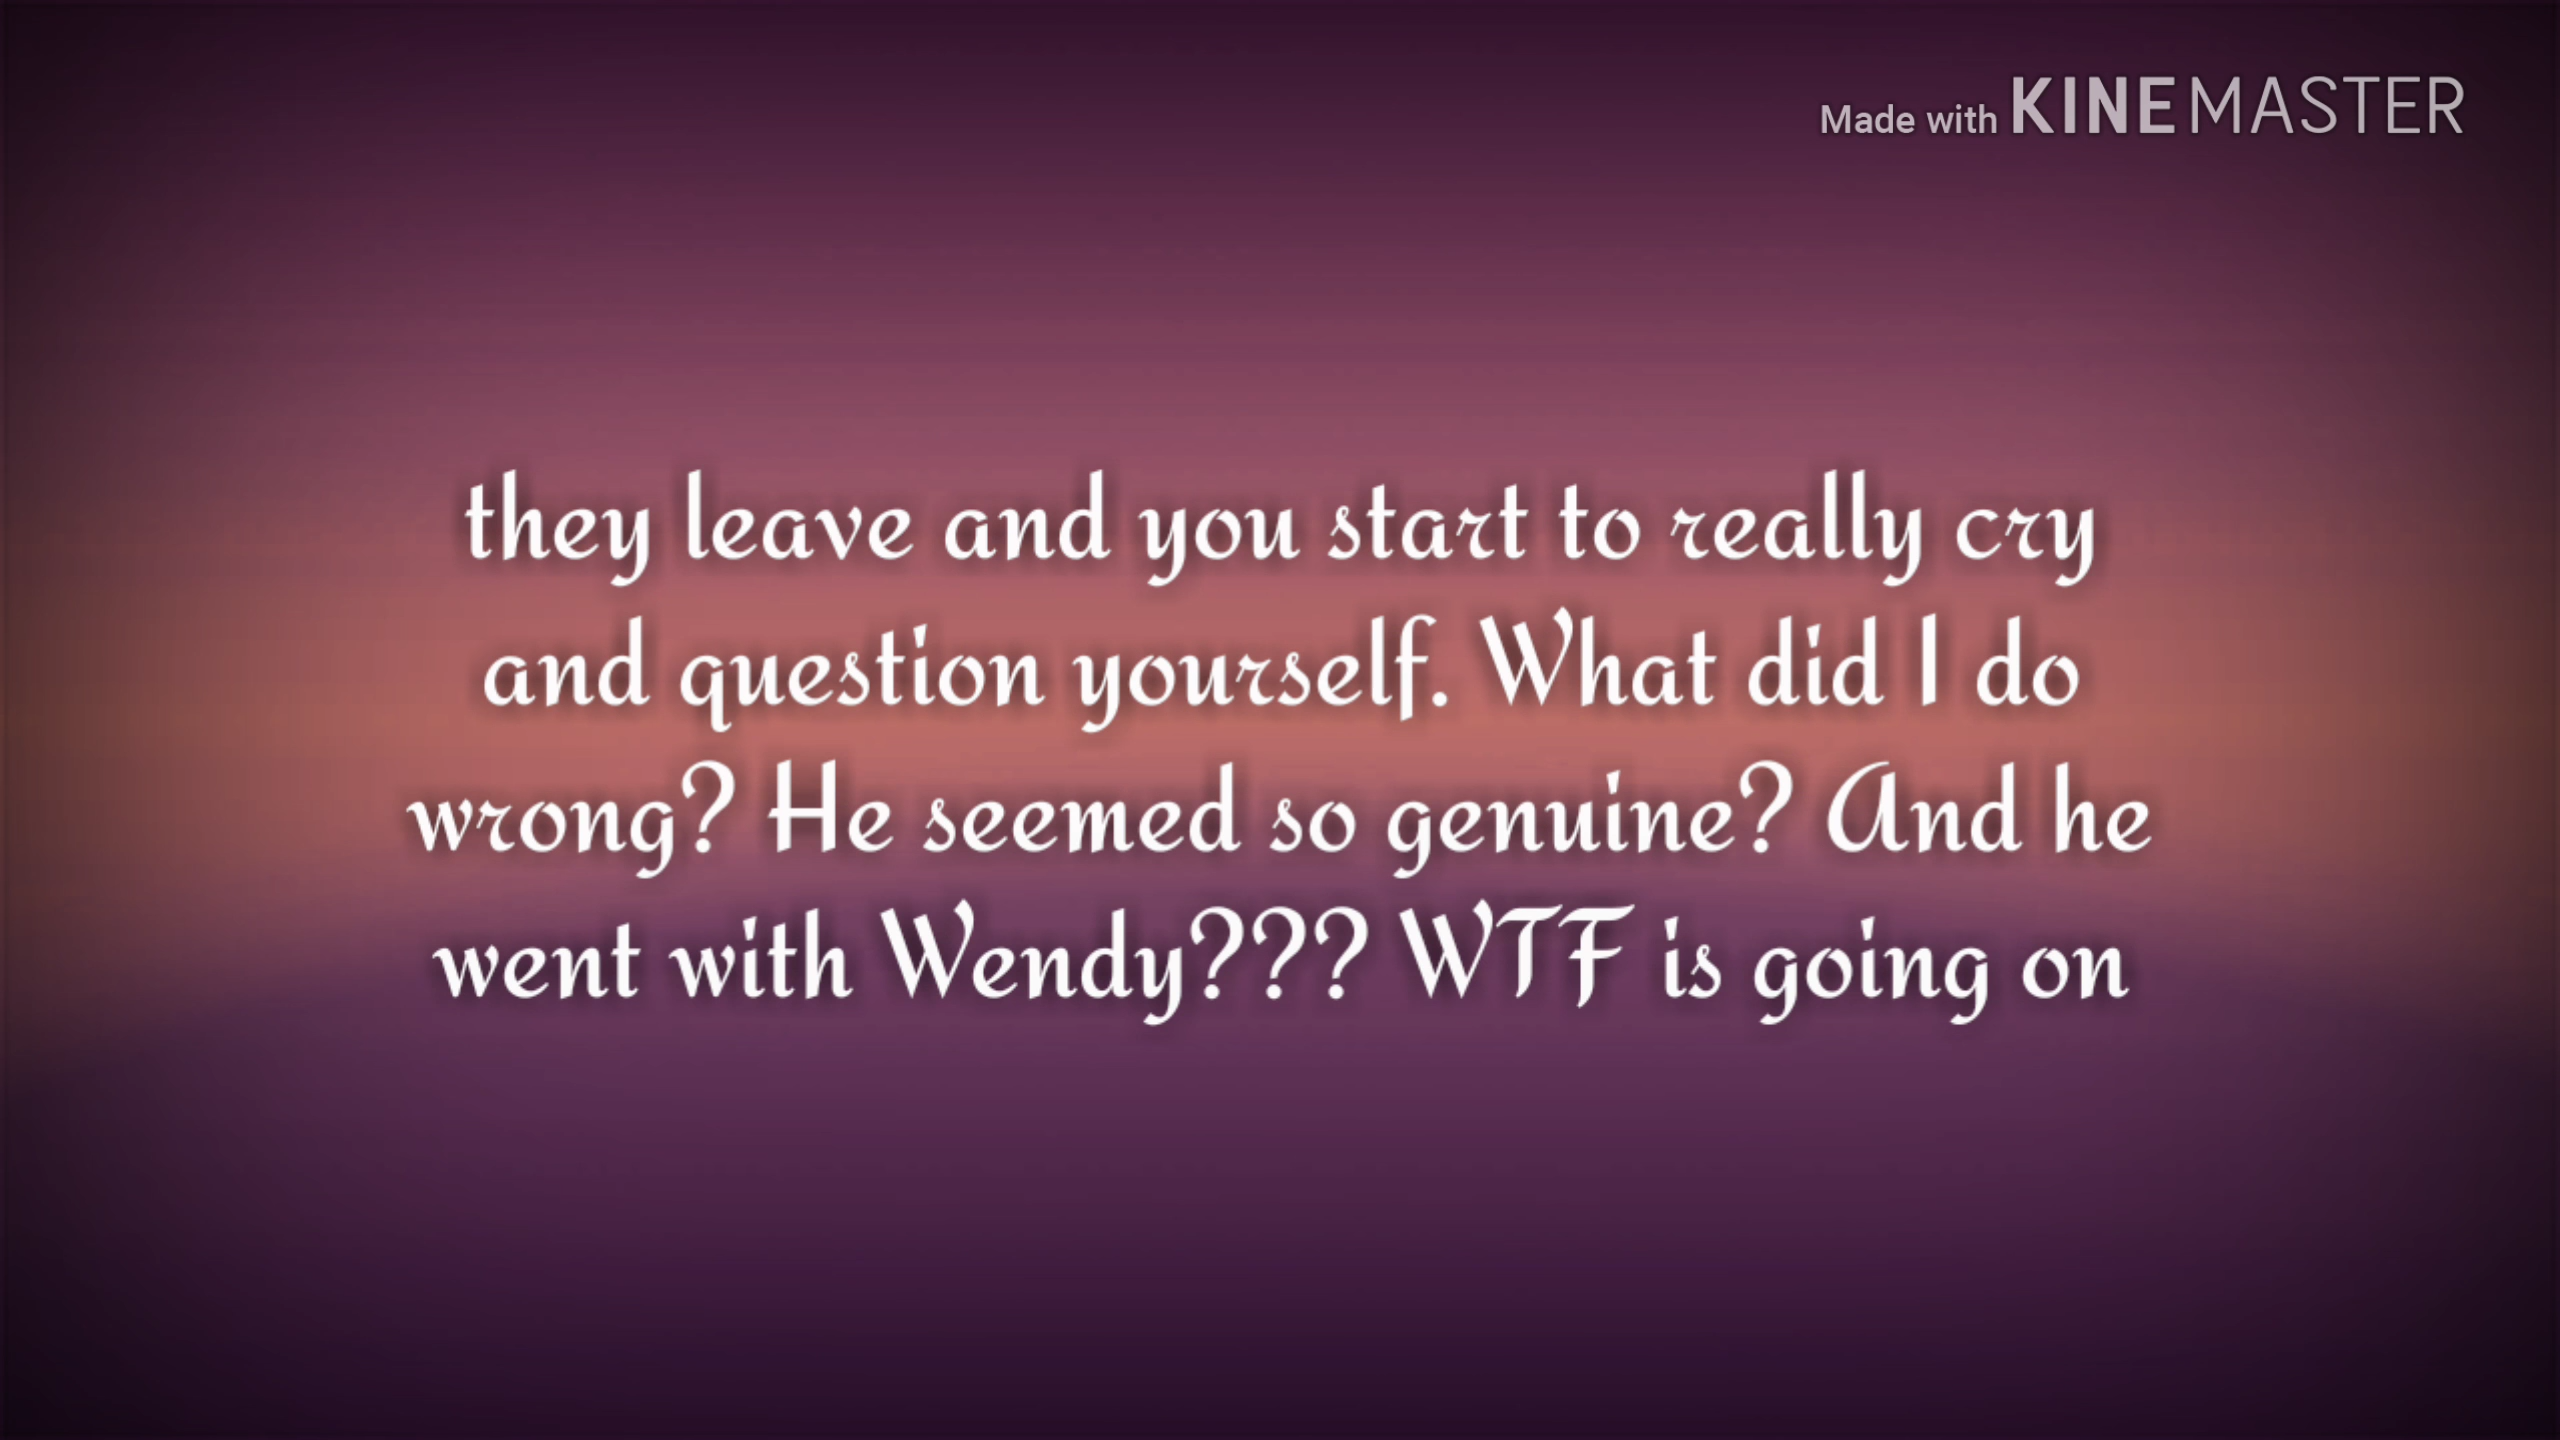 Made with KINEMASTER
they leave and you start to really cry
and question yourself. What did I do
wrong? He seemed so genuine? And he
went with Wendy??? WTF is going on